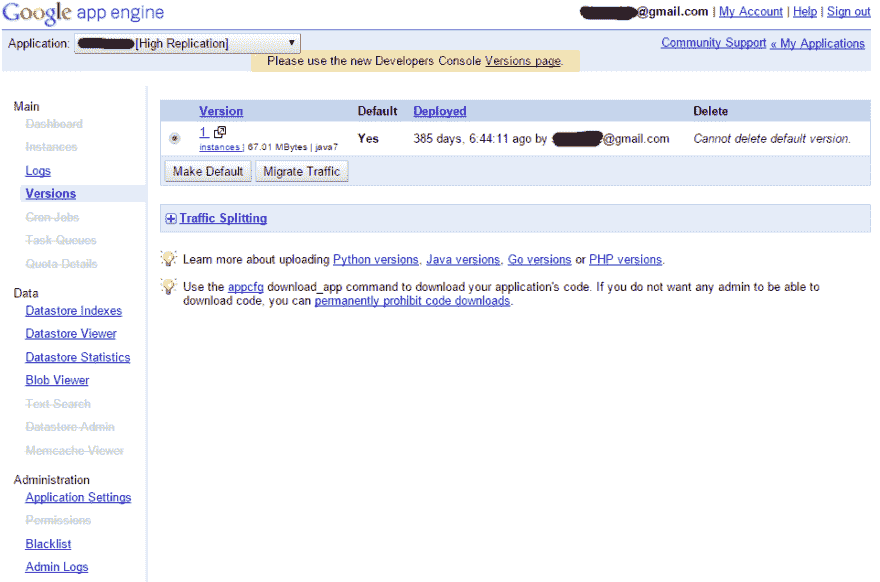 Google app engine
@gmail.com | My Account | Help | Sign out
Application: [High Replication]
Community Support « My Applications
Please use the new Developers Console Versions page.
Main
Dashboard
Instances
Logs
Versions
Cron Jobs
Task Queues
Quota Details
Data
Datastore Indexes
Datastore Viewer
Datastore Statistics
Blob Viewer
Text Search
Datastore Admin
Memcache Viewer
Administration
Application Settings
Permissions
Blacklist
Admin Logs
Version Default Deployed Delete
1 Yes 385 days, 6:44:11 ago by @gmail.com Cannot delete default version.
instances | 67.01 MBytes | java7
Make Default Migrate Traffic
Traffic Splitting
Learn more about uploading Python versions, Java versions, Go versions or PHP versions.
Use the appcfg download_app command to download your application's code. If you do not want any admin to be able to
download code, you can permanently prohibit code downloads.